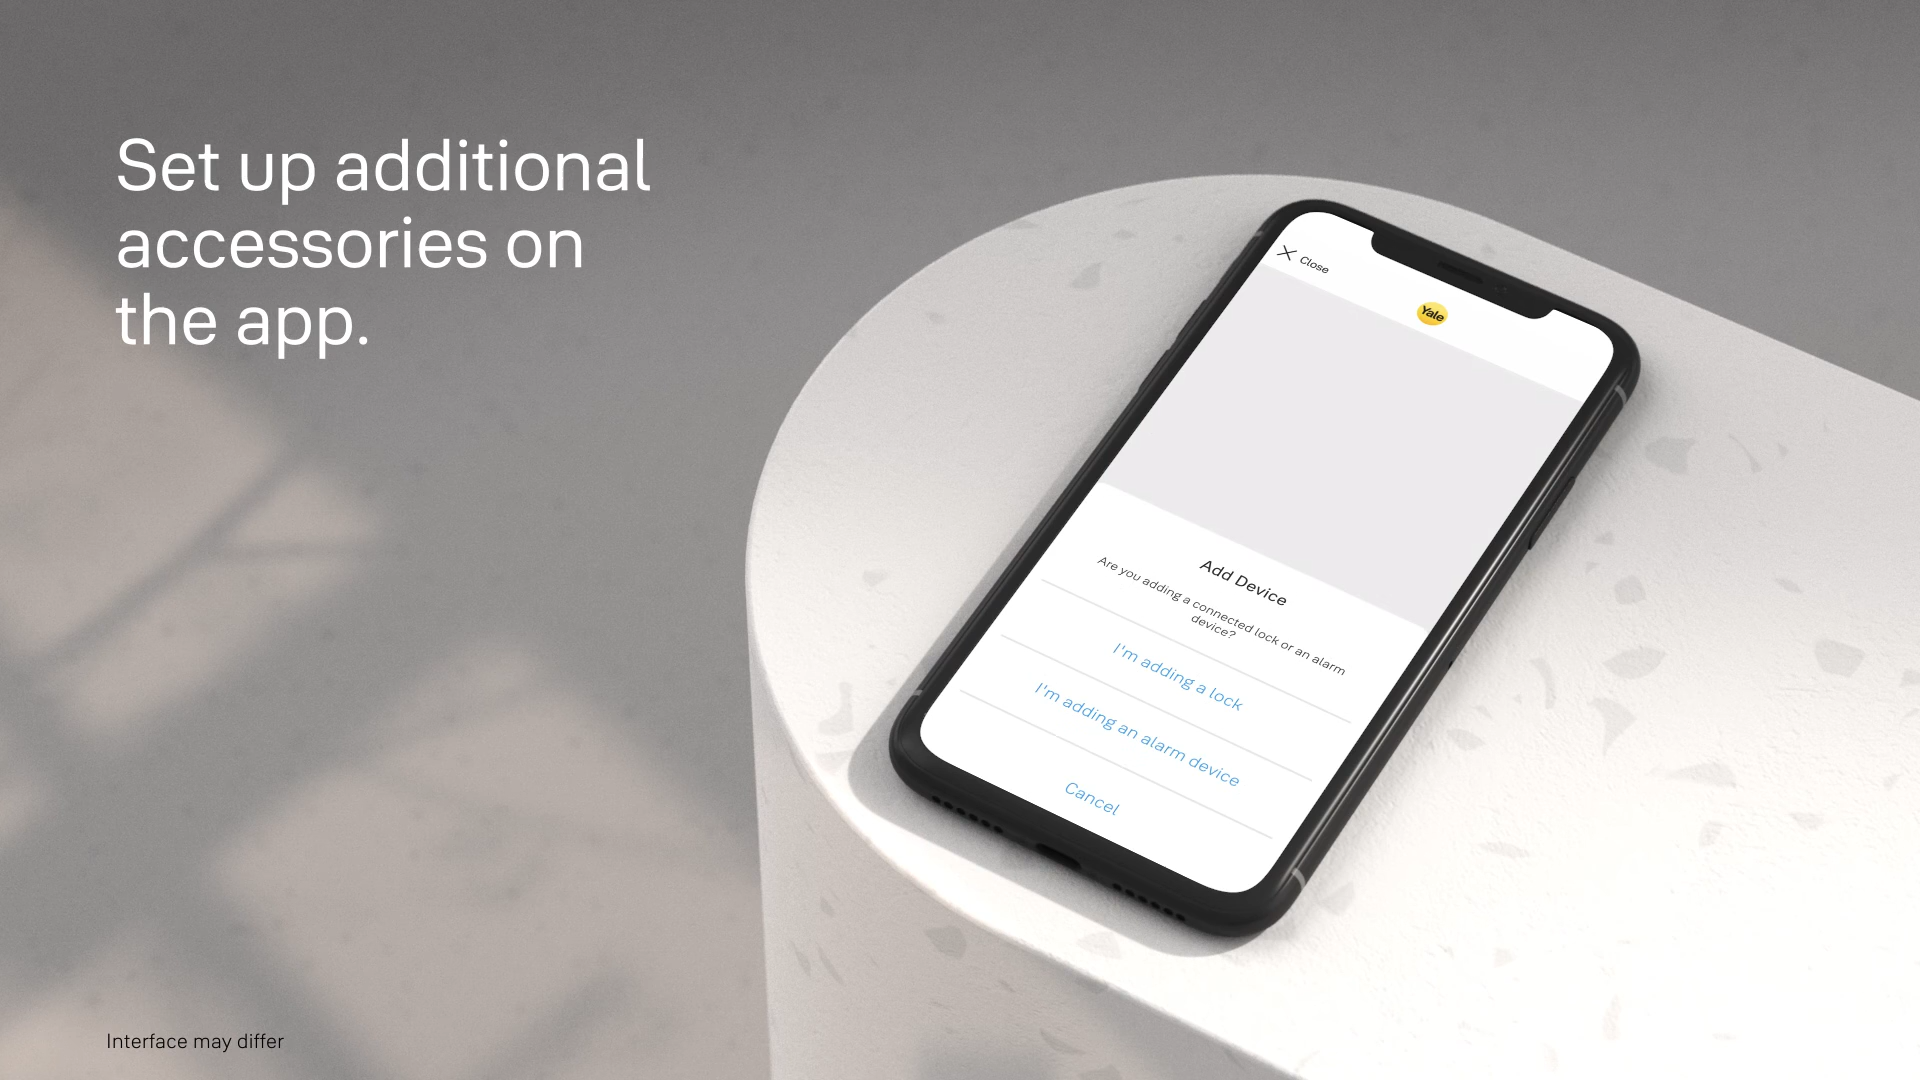 Set up additional
accessories on
the app.
Close
Yale
Add Device
Are you adding a connected lock or an alarm
device?
I'm adding a lock
I'm adding an alarm device
Cancel
Interface may differ